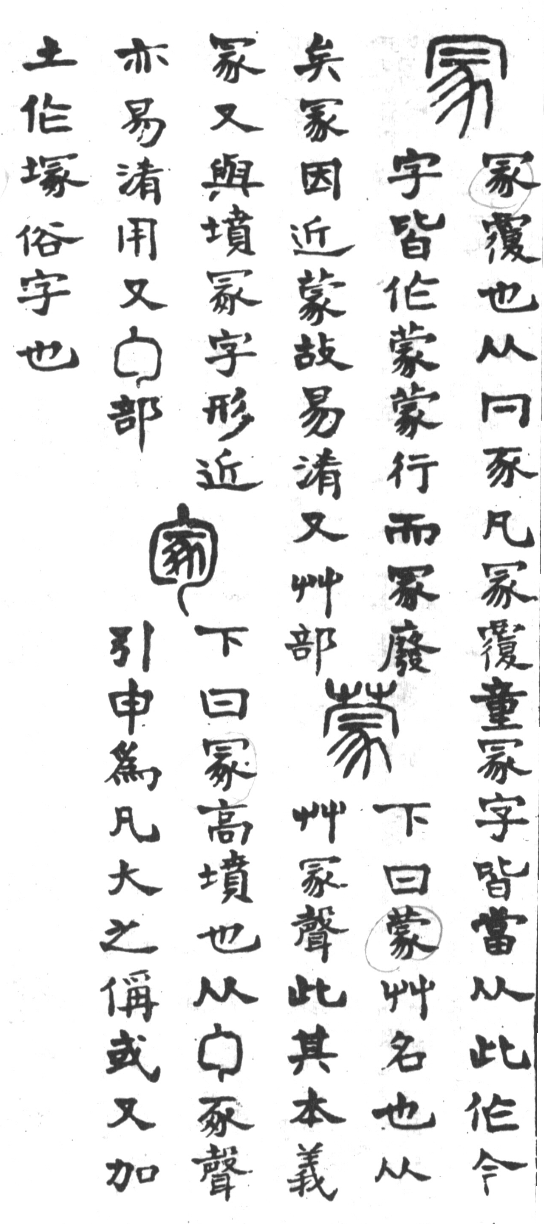 冡
冡覆也从冃豕凡冡覆童冡字皆當从此作今
字皆作蒙蒙行而冡廢
矣冡因近蒙故易淆又艸部
蒙
下曰蒙艸名也从
艸冡聲此其本義
冡又與墳冢字形近
亦易淆用又勹部
冢
下曰冢高墳也从勹豖聲
引申為凡大之偁或又加
土作塚俗字也